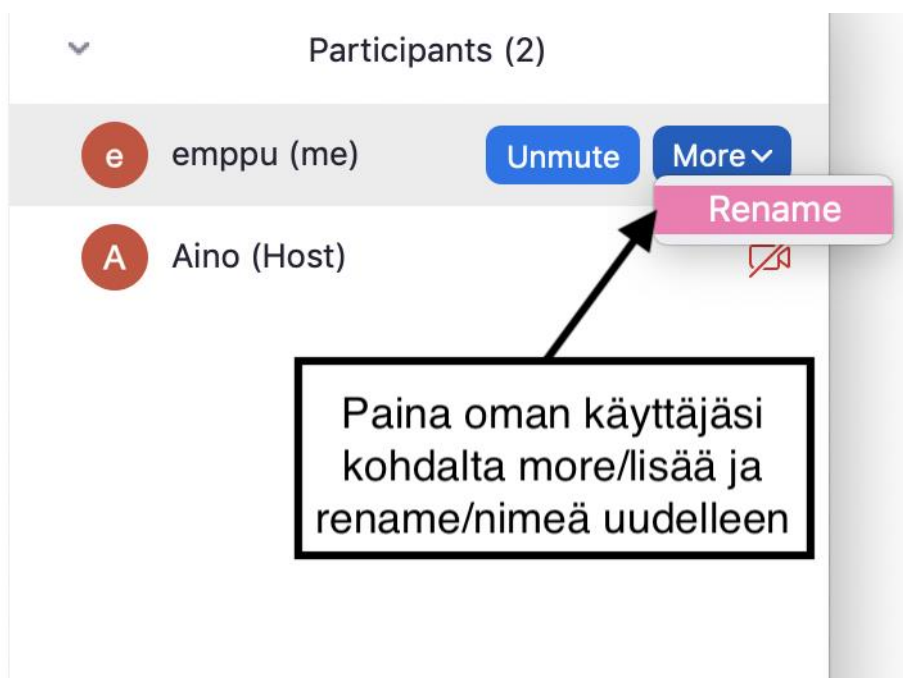 Participants (2)
e emppu (me) Unmute More
Rename
A Aino (Host)
Paina oman käyttäjäsi
kohdalta more/lisää ja
rename/nimeä uudelleen